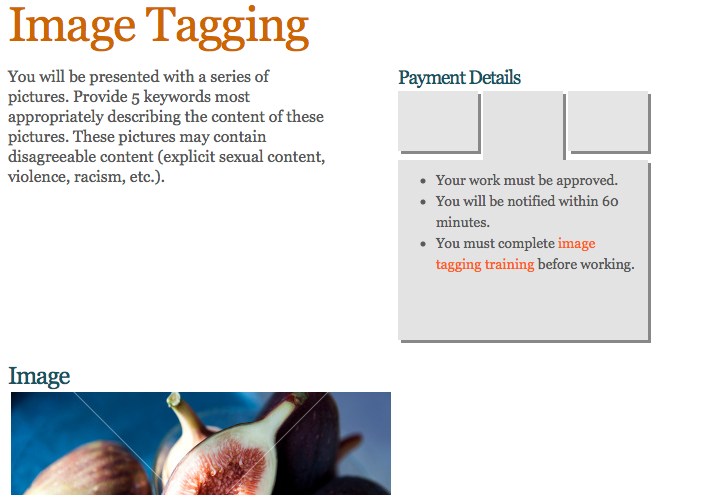 Image Tagging
You will be presented with a series of
pictures. Provide 5 keywords most
appropriately describing the content of these
pictures. These pictures may contain
disagreeable content (explicit sexual content,
violence, racism, etc.).
Payment Details
Your work must be approved.
You will be notified within 60
minutes.
You must complete image
tagging training before working.
Image